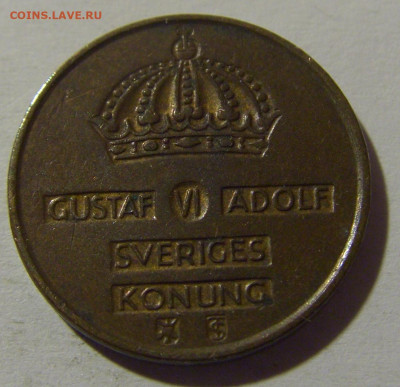 COINS.LAVE.RU
GUSTAF VI ADOLF
SVERIGES
KONUNG